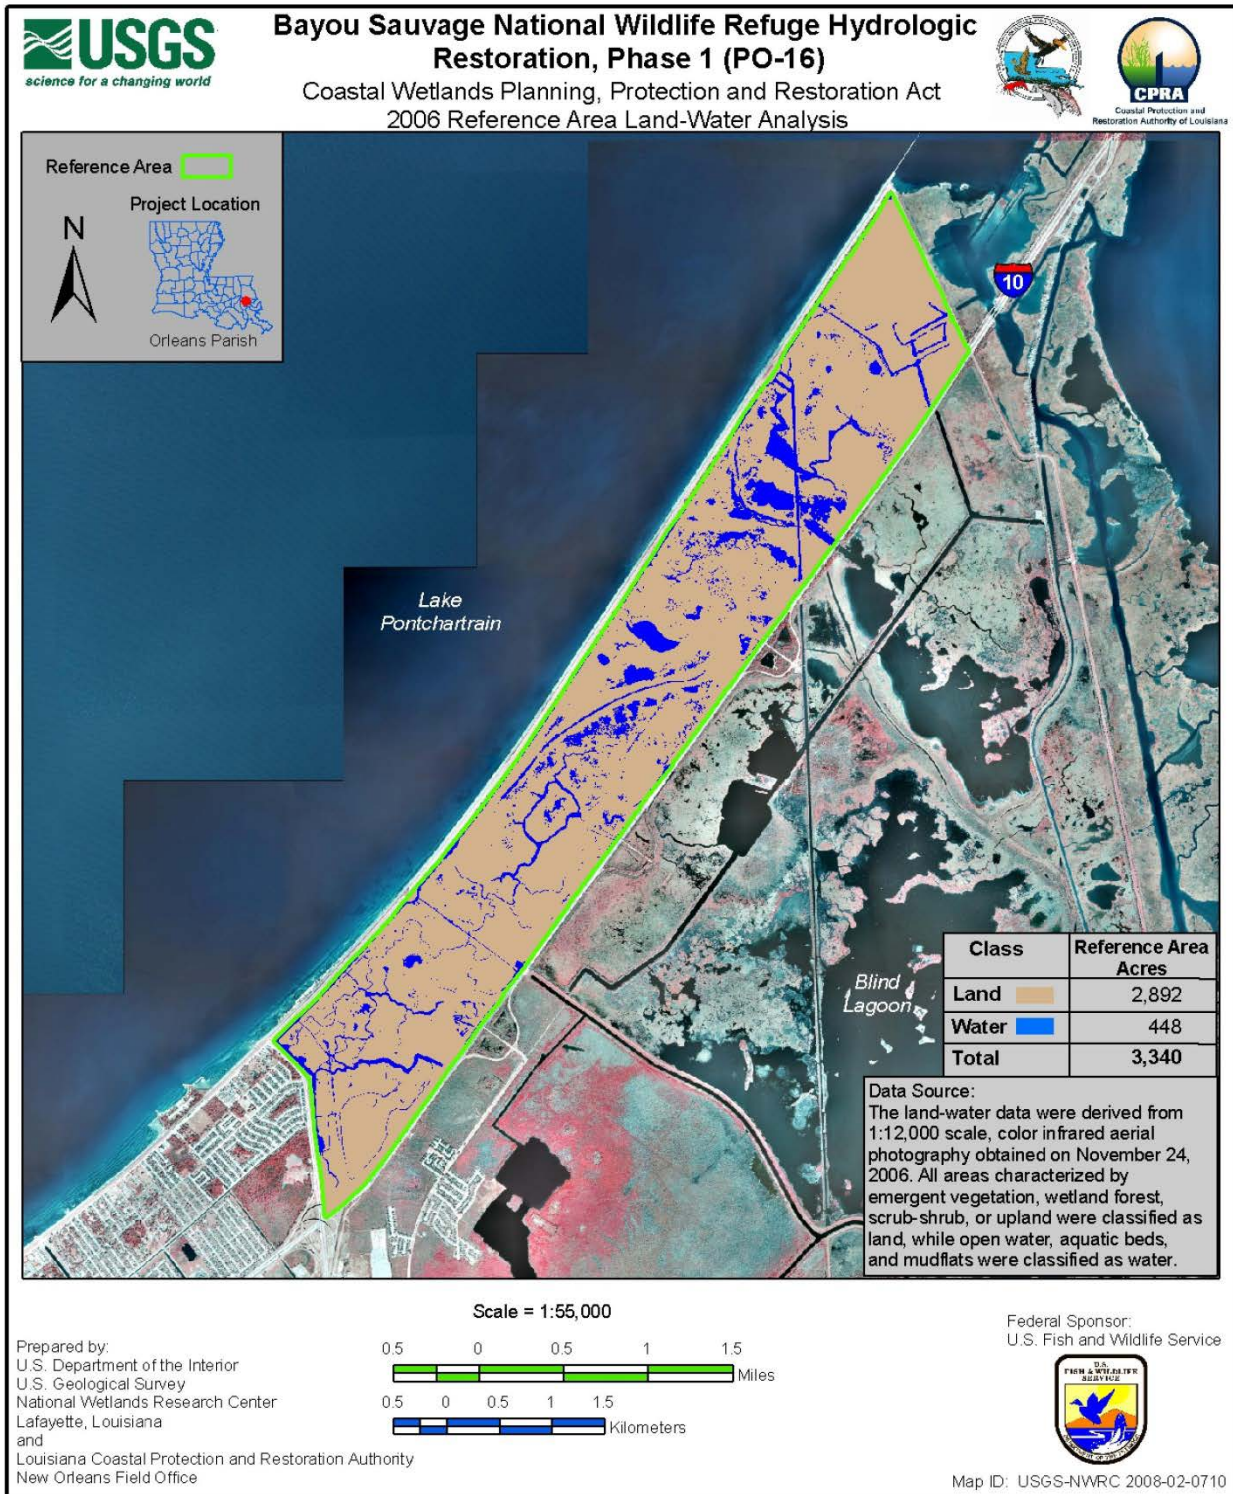 USGS
science for a changing world
Bayou Sauvage National Wildlife Refuge Hydrologic
Restoration, Phase 1 (PO-16)
Coastal Wetlands Planning, Protection and Restoration Act
2006 Reference Area Land-Water Analysis
CPRA
Coastal Protection and
Restoration Authority of Louisiana
Reference Area
Project Location
N
Orleans Parish
10
Lake
Pontchartrain
Blind
Lagoon
Class Reference Area
Acres
Land 2,892
Water 448
Total 3,340
Data Source:
The land-water data were derived from
1:12,000 scale, color infrared aerial
photography obtained on November 24,
2006. All areas characterized by
emergent vegetation, wetland forest,
scrub-shrub, or upland were classified as
land, while open water, aquatic beds,
and mudflats were classified as water.
Scale = 1:55,000
0.5 0 0.5 1 1.5
Miles
0.5 0 0.5 1 1.5
Kilometers
Prepared by:
U.S. Department of the Interior
U.S. Geological Survey
National Wetlands Research Center
Lafayette, Louisiana
and
Louisiana Coastal Protection and Restoration Authority
New Orleans Field Office
Federal Sponsor:
U.S. Fish and Wildlife Service
U.S.
FISH & WILDLIFE
SERVICE
DEPARTMENT OF THE INTERIOR
Map ID: USGS-NWRC 2008-02-0710